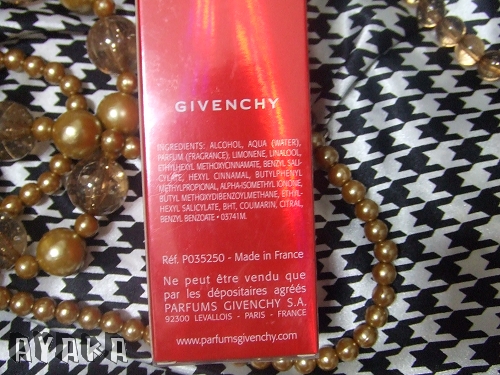 GIVENCHY
INGREDIENTS: ALCOHOL, AQUA (WATER),
PARFUM (FRAGRANCE), LIMONENE, LINALOOL,
ETHYLHEXYL METHOXYCINNAMATE, BENZYL SALI-
CYLATE, HEXYL CINNAMAL, BUTYLPHENYL
METHYLPROPIONAL, ALPHA-ISOMETHYL IONONE,
BUTYL METHOXYDIBENZOYLMETHANE, ETHYL-
HEXYL SALICYLATE, BHT, COUMARIN, CITRAL,
BENZYL BENZOATE • 03741M.
Réf. P035250 - Made in France
Ne peut être vendu que
par les dépositaires agréés
PARFUMS GIVENCHY S.A.
92300 LEVALLOIS - PARIS - FRANCE
www.parfumsgivenchy.com
AYAKA